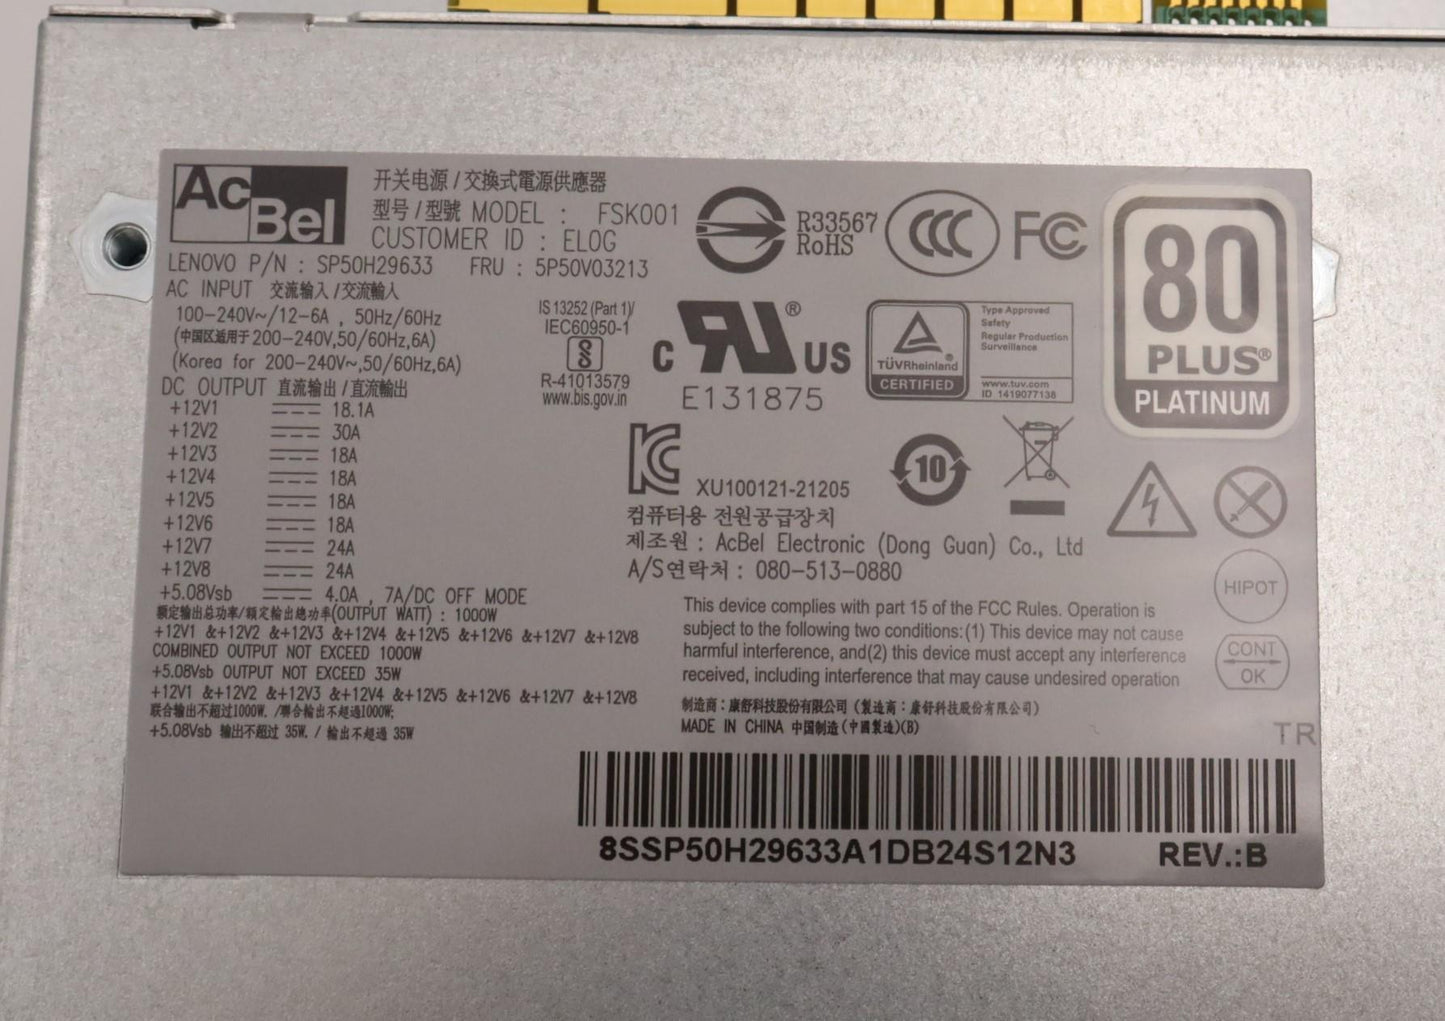 AcBel
开关电源 / 交換式電源供應器
型号 / 型號 MODEL : FSK001
CUSTOMER ID : ELOG
LENOVO P/N : SP50H29633 FRU : 5P50V03213
AC INPUT 交流输入 / 交流輸入
100-240V~/12-6A , 50Hz/60Hz
(中国区适用于 200-240V,50/60Hz,6A)
(Korea for 200-240V~,50/60Hz,6A)
DC OUTPUT 直流输出 / 直流輸出
+12V1 18.1A
+12V2 30A
+12V3 18A
+12V4 18A
+12V5 18A
+12V6 18A
+12V7 24A
+12V8 24A
+5.08Vsb 4.0A , 7A/DC OFF MODE
额定输出总功率/額定輸出總功率(OUTPUT WATT) : 1000W
+12V1 &+12V2 &+12V3 &+12V4 &+12V5 &+12V6 &+12V7 &+12V8
COMBINED OUTPUT NOT EXCEED 1000W
+5.08Vsb OUTPUT NOT EXCEED 35W
+12V1 &+12V2 &+12V3 &+12V4 &+12V5 &+12V6 &+12V7 &+12V8
联合输出不超过1000W. /聯合輸出不超過1000W;
+5.08Vsb 输出不超过 35W. / 輸出不超過 35W
R33567
RoHS
CCC
FC
80
PLUS®
PLATINUM
IS 13252 (Part 1)/
IEC60950-1
R-41013579
www.bis.gov.in
c RU US ®
E131875
TÜVRheinland
CERTIFIED
Type Approved
Safety
Regular Production
Surveillance
www.tuv.com
ID 1419077138
KC
XU100121-21205
10
컴퓨터용 전원공급장치
제조원 : AcBel Electronic (Dong Guan) Co., Ltd
A/S연락처 : 080-513-0880
HIPOT
CONT
OK
This device complies with part 15 of the FCC Rules. Operation is
subject to the following two conditions:(1) This device may not cause
harmful interference, and(2) this device must accept any interference
received, including interference that may cause undesired operation
制造商 : 康舒科技股份有限公司 ( 製造商 : 康舒科技股份有限公司 )
MADE IN CHINA 中国制造 ( 中國製造 )(B)
TR
8SSP50H29633A1DB24S12N3 REV.:B